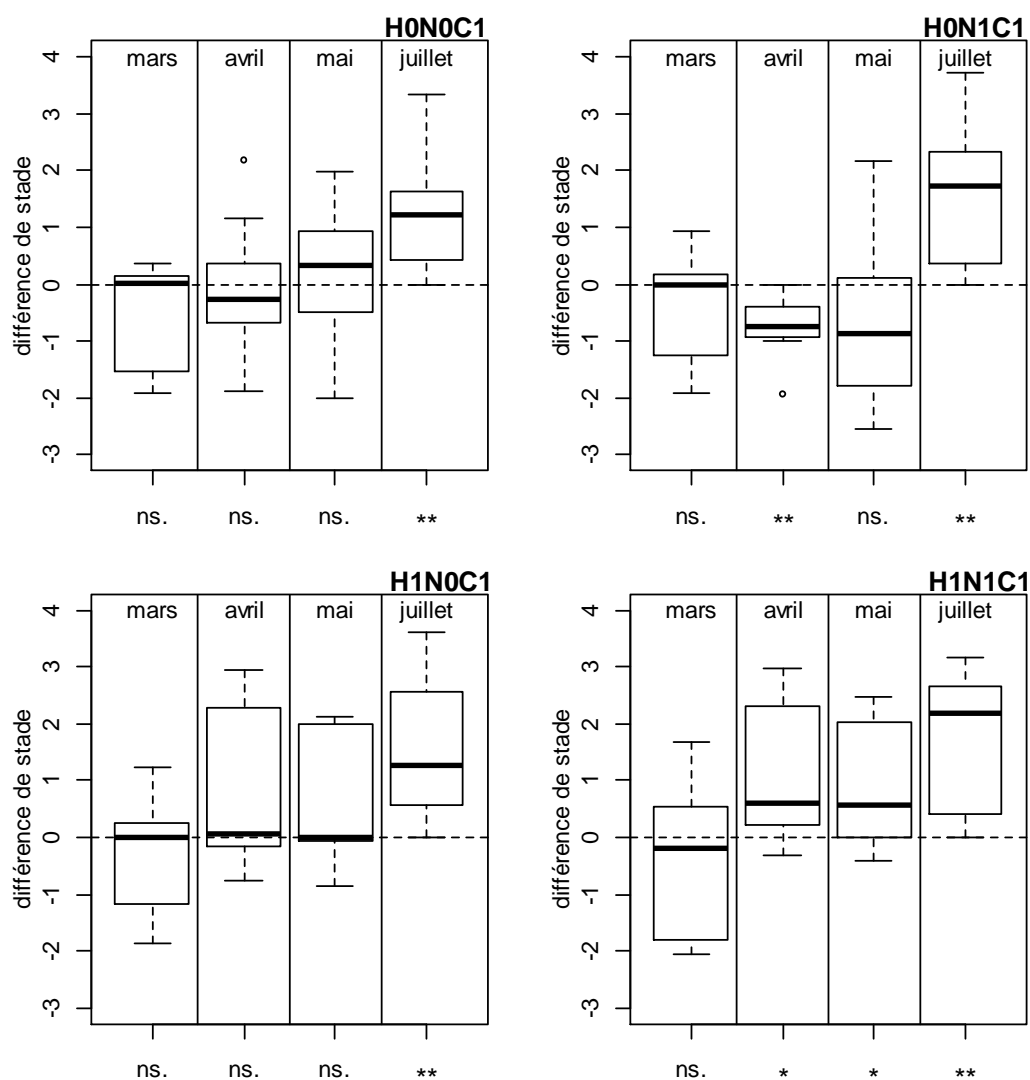 H0N0C1
mars avril mai juillet
différence de stade
4
3
2
1
0
-1
-2
-3
ns. ns. ns. **
H0N1C1
mars avril mai juillet
différence de stade
4
3
2
1
0
-1
-2
-3
ns. ** ns. **
H1N0C1
mars avril mai juillet
différence de stade
4
3
2
1
0
-1
-2
-3
ns. ns. ns. **
H1N1C1
mars avril mai juillet
différence de stade
4
3
2
1
0
-1
-2
-3
ns. * * **